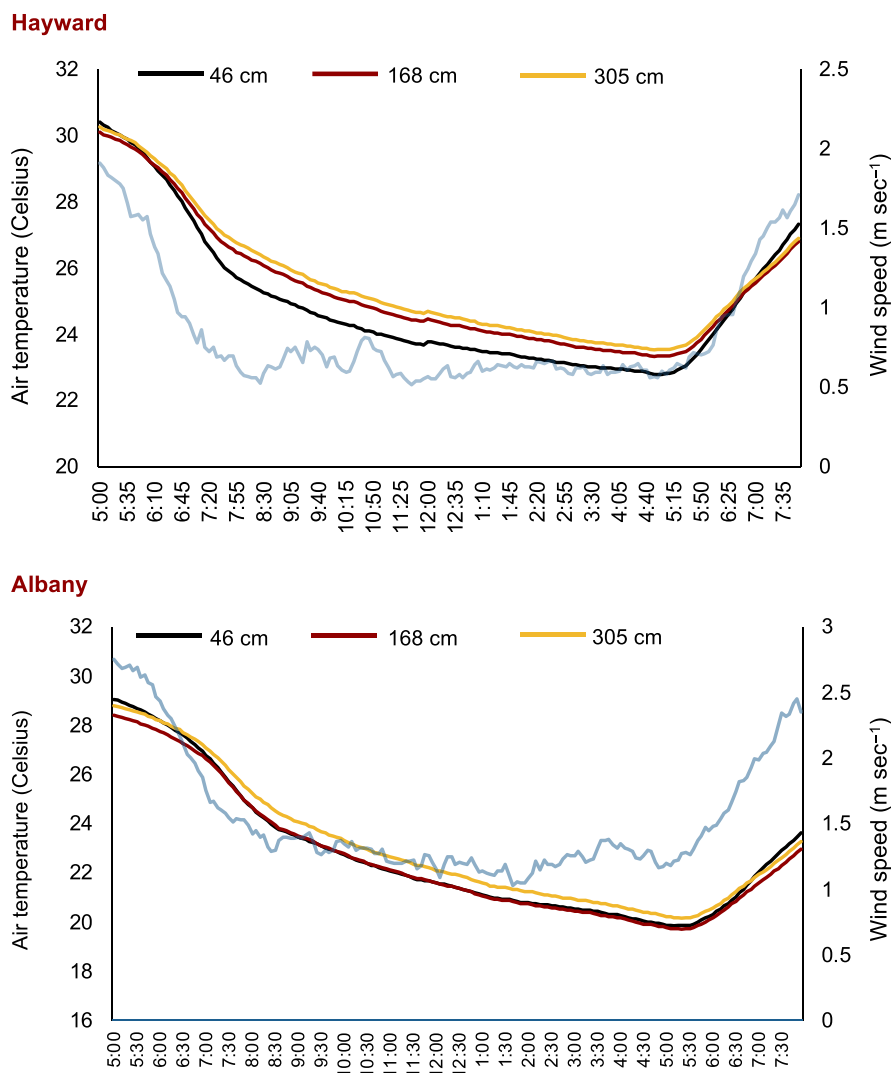 Hayward
46 cm 168 cm 305 cm
Air temperature (Celsius)
32
30
28
26
24
22
20
2.5
2
1.5
1
0.5
0
Wind speed (m sec⁻¹)
5:00 5:35 6:10 6:45 7:20 7:55 8:30 9:05 9:40 10:15 10:50 11:25 12:00 12:35 1:10 1:45 2:20 2:55 3:30 4:05 4:40 5:15 5:50 6:25 7:00 7:35
Albany
46 cm 168 cm 305 cm
Air temperature (Celsius)
32
30
28
26
24
22
20
18
16
3
2.5
2
1.5
1
0.5
0
Wind speed (m sec⁻¹)
5:00 5:30 6:00 6:30 7:00 7:30 8:00 8:30 9:00 9:30 10:00 10:30 11:00 11:30 12:00 12:30 1:00 1:30 2:00 2:30 3:00 3:30 4:00 4:30 5:00 5:30 6:00 6:30 7:00 7:30